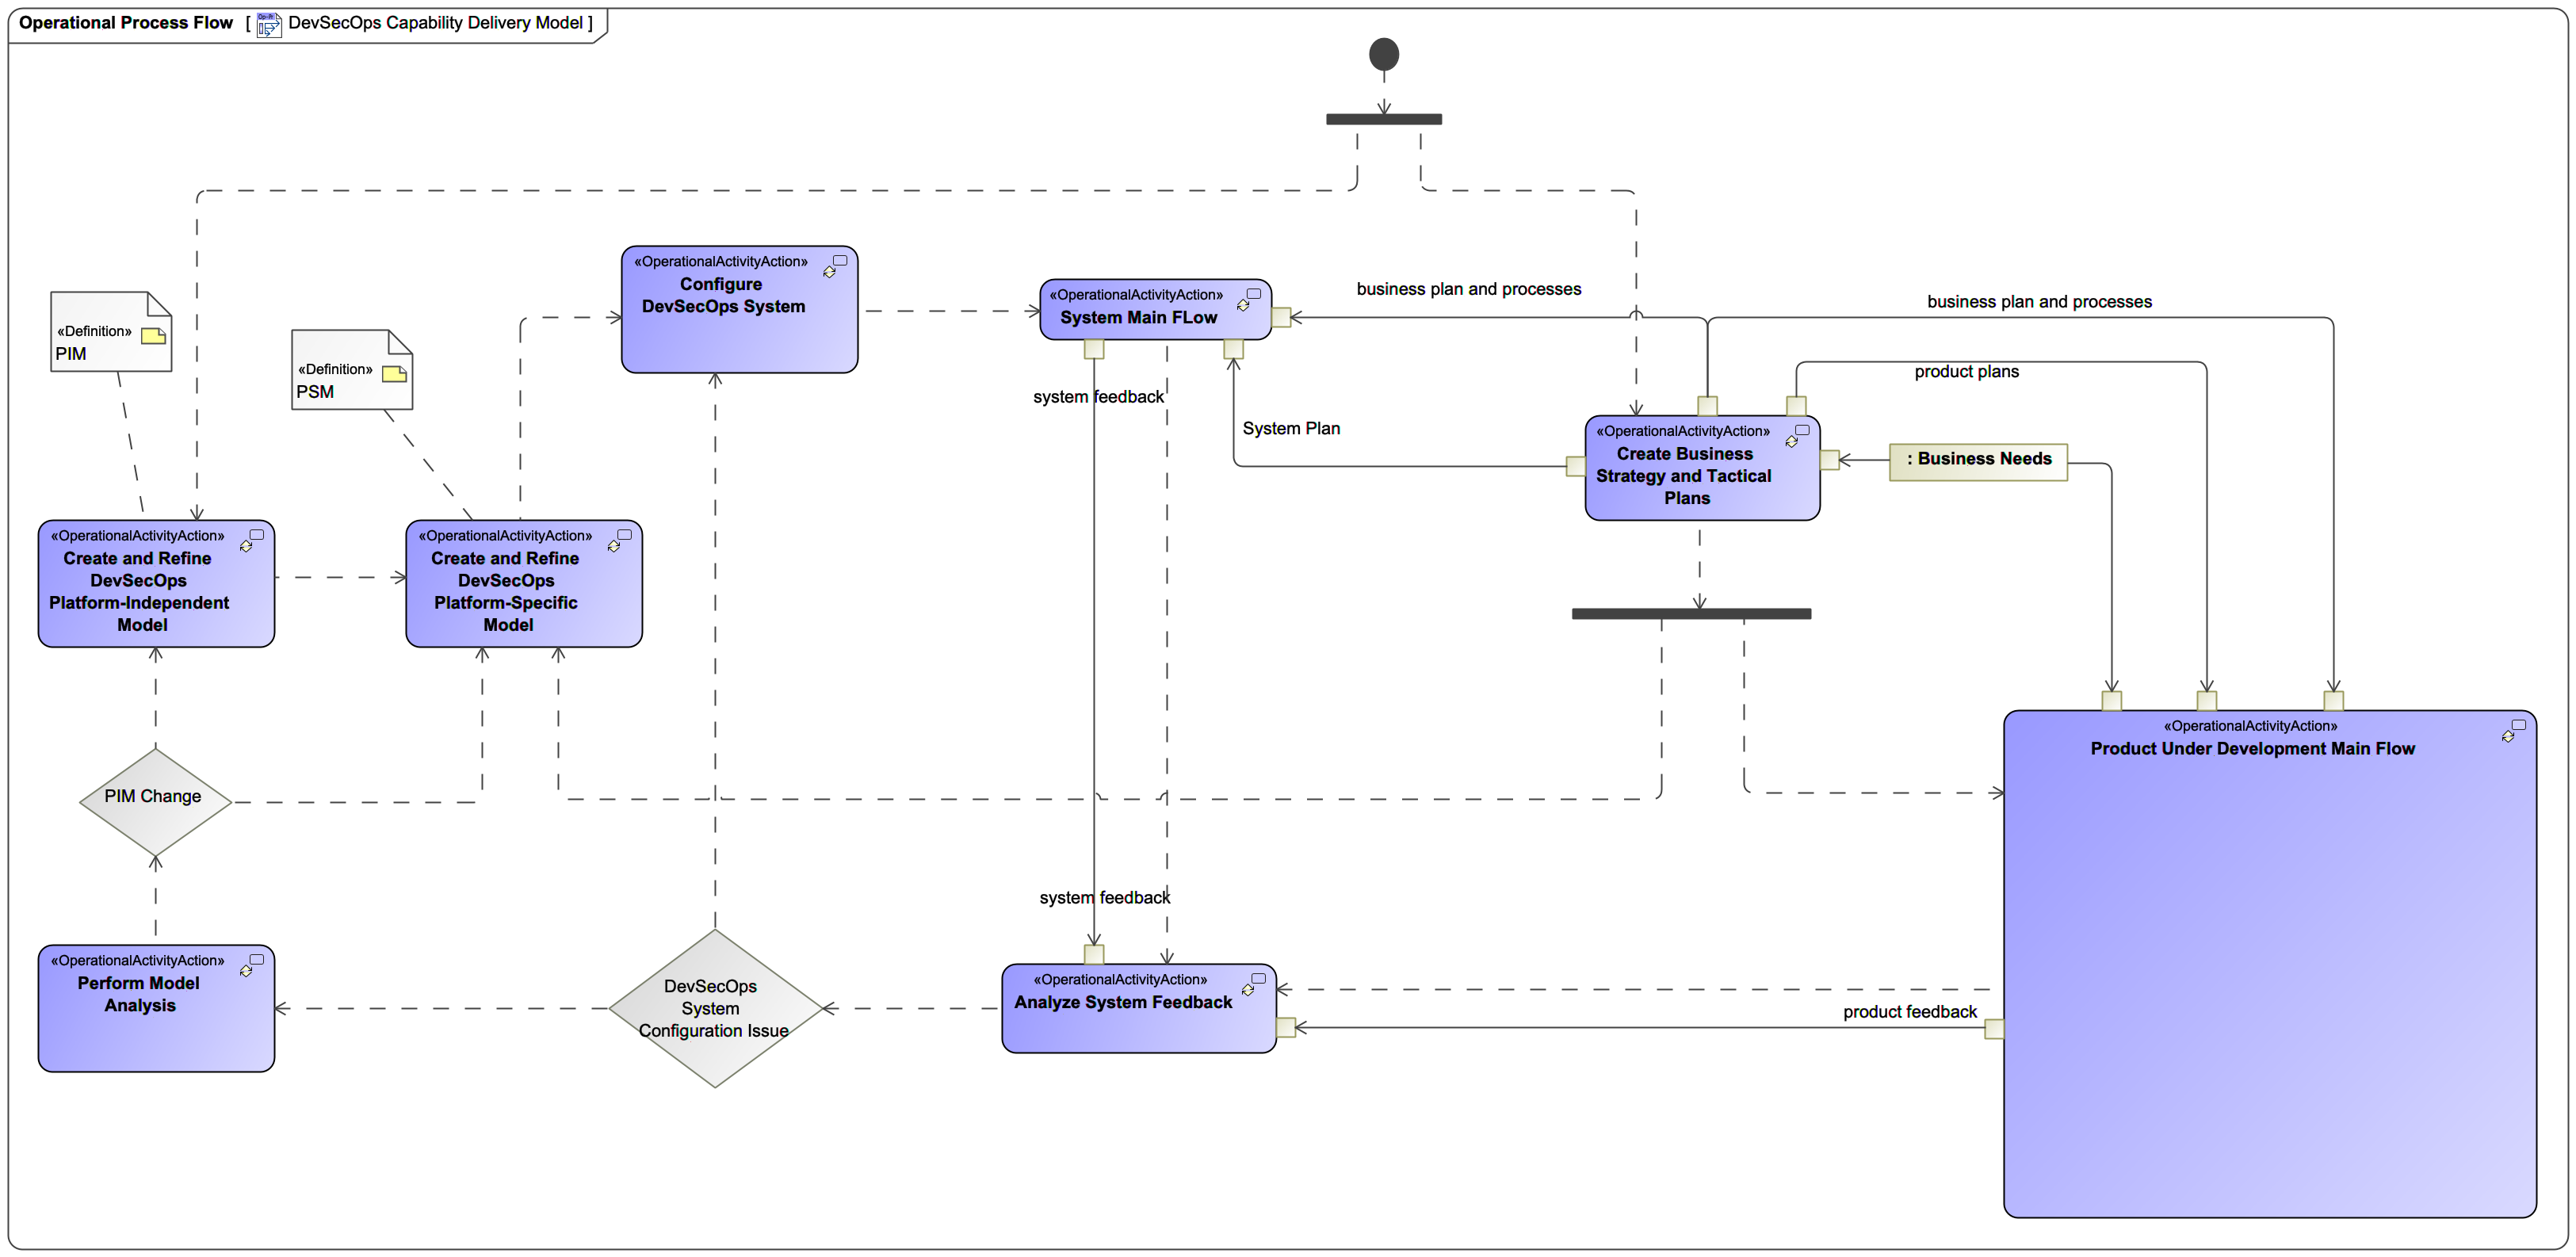 Operational Process Flow [ DevSecOps Capability Delivery Model ]
«OperationalActivityAction»
Configure
DevSecOps System
«OperationalActivityAction»
System Main FLow
business plan and processes
business plan and processes
«Definition»
PIM
«Definition»
PSM
product plans
system feedback
System Plan
«OperationalActivityAction»
Create Business
Strategy and Tactical
Plans
: Business Needs
«OperationalActivityAction»
Create and Refine
DevSecOps
Platform-Independent
Model
«OperationalActivityAction»
Create and Refine
DevSecOps
Platform-Specific
Model
«OperationalActivityAction»
Product Under Development Main Flow
PIM Change
system feedback
«OperationalActivityAction»
Perform Model
Analysis
DevSecOps
System
Configuration Issue
«OperationalActivityAction»
Analyze System Feedback
product feedback